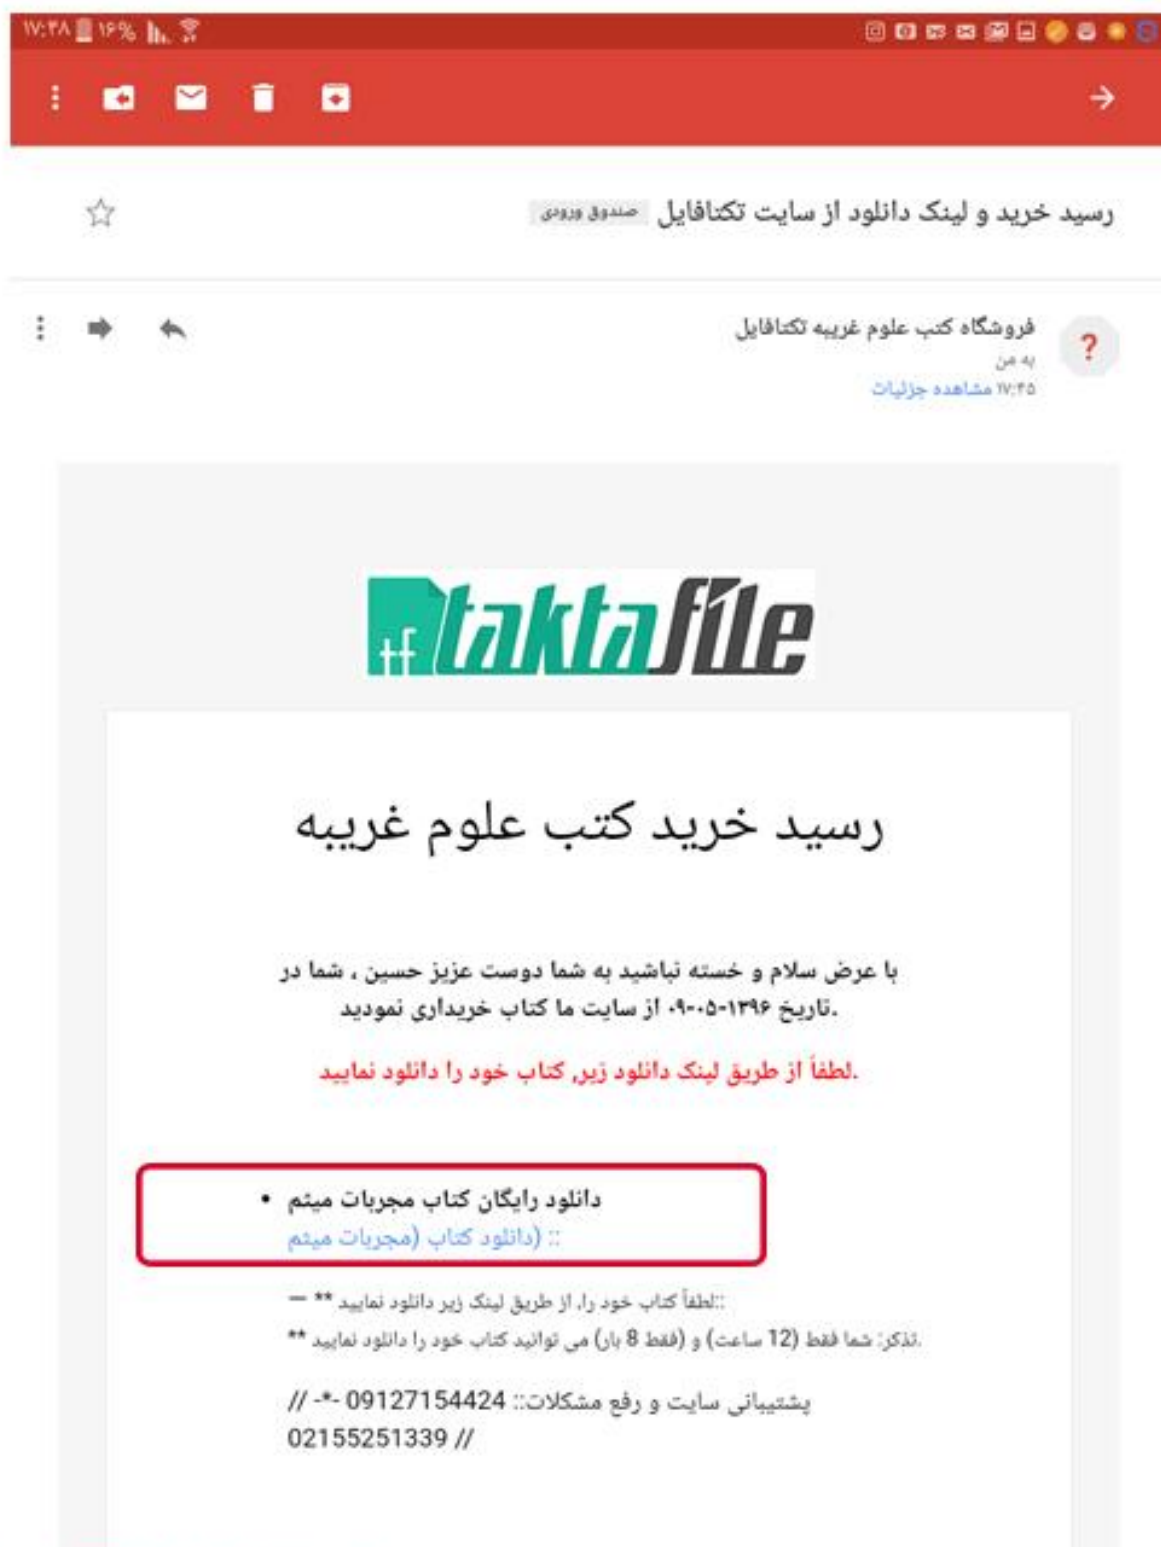 ۱۷:۴۸ ۱۶%
رسید خرید و لینک دانلود از سایت تکتافایل صندوق ورودی
فروشگاه کتب علوم غریبه تکتافایل
به من
۱۷:۴۵ مشاهده جزئیات
tf taktafile
رسید خرید کتب علوم غریبه
با عرض سلام و خسته نباشید به شما دوست عزیز حسین ، شما در
.تاریخ ۱۳۹۶-۰۵-۰۹ از سایت ما کتاب خریداری نمودید
.لطفاً از طریق لینک دانلود زیر, کتاب خود را دانلود نمایید
• دانلود رایگان کتاب مجربات میثم
:: (دانلود کتاب (مجربات میثم
::لطفاً کتاب خود را، از طریق لینک زیر دانلود نمایید ** —
.تذکر: شما فقط (12 ساعت) و (فقط 8 بار) می توانید کتاب خود را دانلود نمایید **
پشتیبانی سایت و رفع مشکلات:: 09127154424 -*- //
02155251339 //